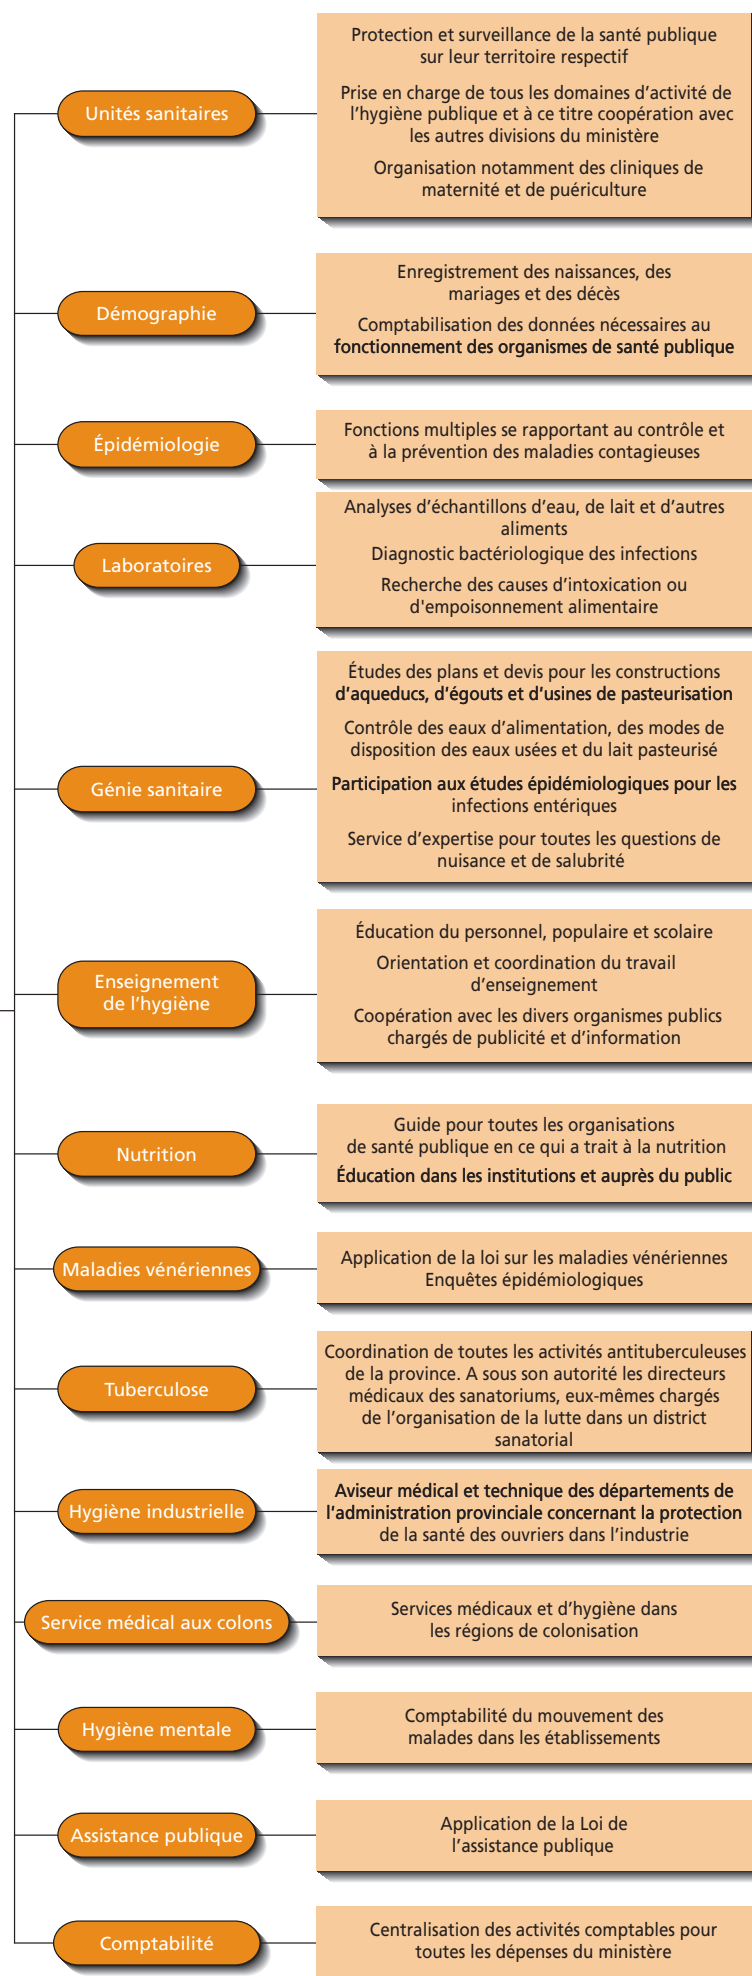 Unités sanitaires
Protection et surveillance de la santé publique
sur leur territoire respectif
Prise en charge de tous les domaines d’activité de
l’hygiène publique et à ce titre coopération avec
les autres divisions du ministère
Organisation notamment des cliniques de
maternité et de puériculture
Démographie
Enregistrement des naissances, des
mariages et des décès
Comptabilisation des données nécessaires au
fonctionnement des organismes de santé publique
Épidémiologie
Fonctions multiples se rapportant au contrôle et
à la prévention des maladies contagieuses
Laboratoires
Analyses d’échantillons d’eau, de lait et d’autres
aliments
Diagnostic bactériologique des infections
Recherche des causes d’intoxication ou
d'empoisonnement alimentaire
Génie sanitaire
Études des plans et devis pour les constructions
d’aqueducs, d’égouts et d’usines de pasteurisation
Contrôle des eaux d’alimentation, des modes de
disposition des eaux usées et du lait pasteurisé
Participation aux études épidémiologiques pour les
infections entériques
Service d’expertise pour toutes les questions de
nuisance et de salubrité
Enseignement
de l’hygiène
Éducation du personnel, populaire et scolaire
Orientation et coordination du travail
d’enseignement
Coopération avec les divers organismes publics
chargés de publicité et d’information
Nutrition
Guide pour toutes les organisations
de santé publique en ce qui a trait à la nutrition
Éducation dans les institutions et auprès du public
Maladies vénériennes
Application de la loi sur les maladies vénériennes
Enquêtes épidémiologiques
Tuberculose
Coordination de toutes les activités antituberculeuses
de la province. A sous son autorité les directeurs
médicaux des sanatoriums, eux-mêmes chargés
de l’organisation de la lutte dans un district
sanatorial
Hygiène industrielle
Aviseur médical et technique des départements de
l’administration provinciale concernant la protection
de la santé des ouvriers dans l’industrie
Service médical aux colons
Services médicaux et d’hygiène dans
les régions de colonisation
Hygiène mentale
Comptabilité du mouvement des
malades dans les établissements
Assistance publique
Application de la Loi de
l’assistance publique
Comptabilité
Centralisation des activités comptables pour
toutes les dépenses du ministère